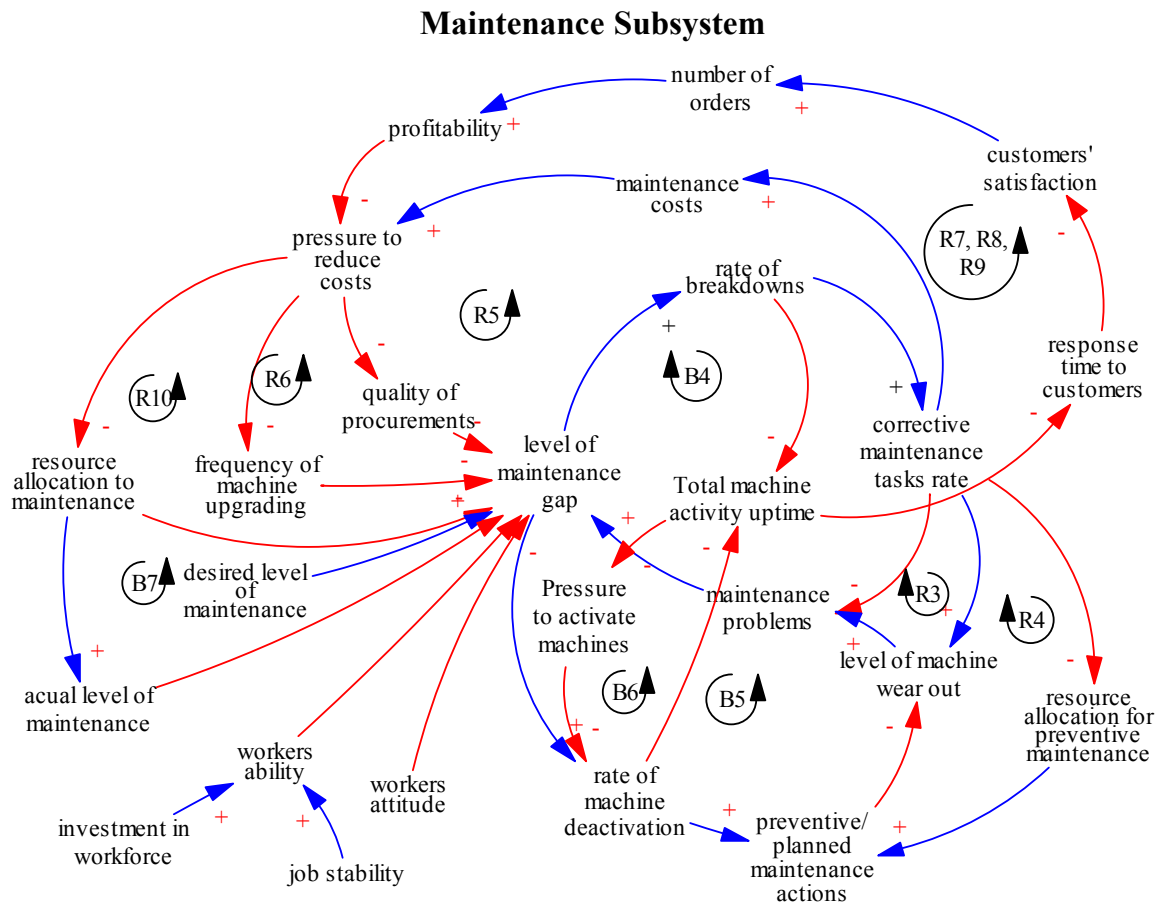 Maintenance Subsystem
number of
orders
+
profitability
+
customers'
satisfaction
-
maintenance
costs
+
-
pressure to
reduce
costs
+
R7, R8,
R9
rate of
breakdowns
R5
+
-
response
time to
customers
-
R10
R6
B4
+
quality of
procurements
-
-
-
-
corrective
maintenance
tasks rate
level of
maintenance
gap
-
-
resource
allocation to
maintenance
frequency of
machine
upgrading
Total machine
activity uptime
+
-
+
-
-
-
B7
desired level
of
maintenance
Pressure
to activate
machines
maintenance
problems
-
R3
+
R4
+
level of machine
wear out
+
acual level of
maintenance
B6
B5
-
-
resource
allocation for
preventive
maintenance
+
-
workers
ability
workers
attitude
rate of
machine
deactivation
+
+
+
+
investment in
workforce
job stability
preventive/
planned
maintenance
actions